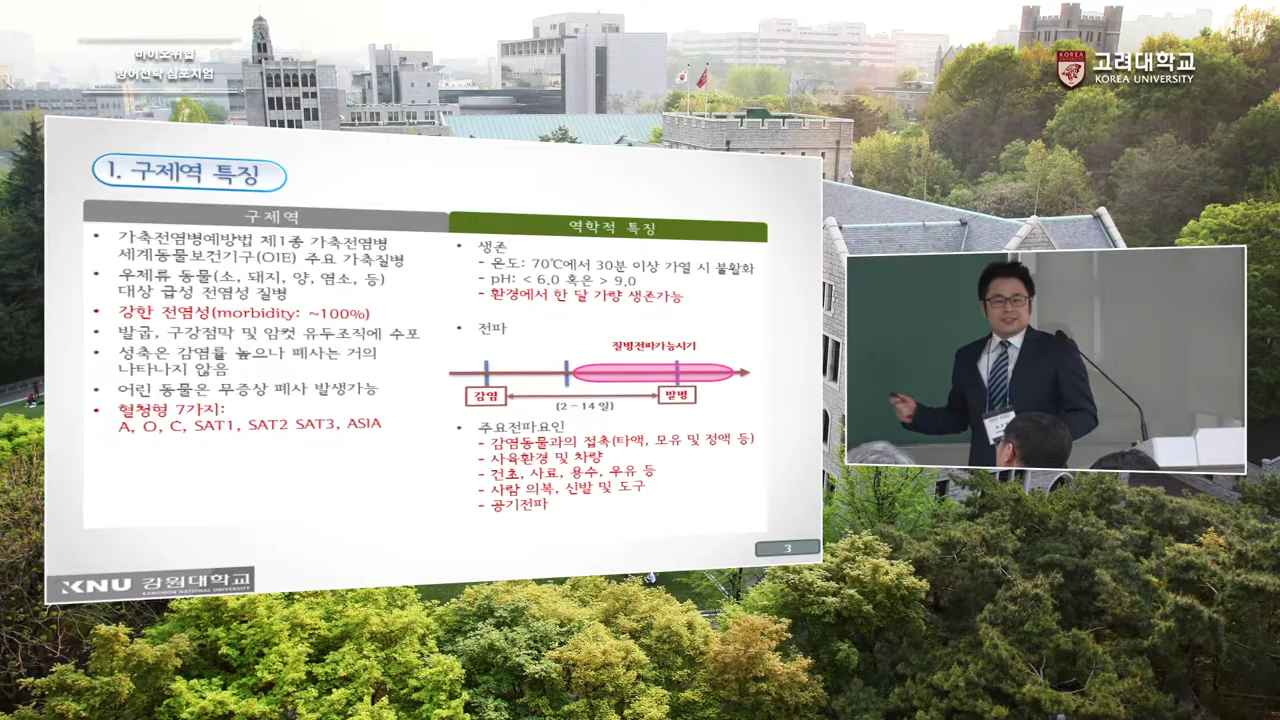 바이오위협
방어전략 심포지엄
KOREA
고려대학교
KOREA UNIVERSITY
1. 구제역 특징
구제역
가축전염병예방법 제1종 가축전염병
세계동물보건기구(OIE) 주요 가축질병
우제류 동물(소, 돼지, 양, 염소, 등)
대상 급성 전염성 질병
강한 전염성(morbidity: ~100%)
발굽, 구강점막 및 암컷 유두조직에 수포
성축은 감염률 높으나 폐사는 거의
나타나지 않음
어린 동물은 무증상 폐사 발생가능
혈청형 7가지:
A, O, C, SAT1, SAT2 SAT3, ASIA
역학적 특징
생존
- 온도: 70℃에서 30분 이상 가열 시 불활화
- pH: < 6.0 혹은 > 9.0
- 환경에서 한 달 가량 생존가능
전파
질병전파가능시기
감염
발병
(2-14일)
주요전파요인
- 감염동물과의 접촉(타액, 모유 및 정액 등)
- 사육환경 및 차량
- 건초, 사료, 용수, 우유 등
- 사람 의복, 신발 및 도구
- 공기전파
3
KNU 강원대학교
KANGWON NATIONAL UNIVERSITY